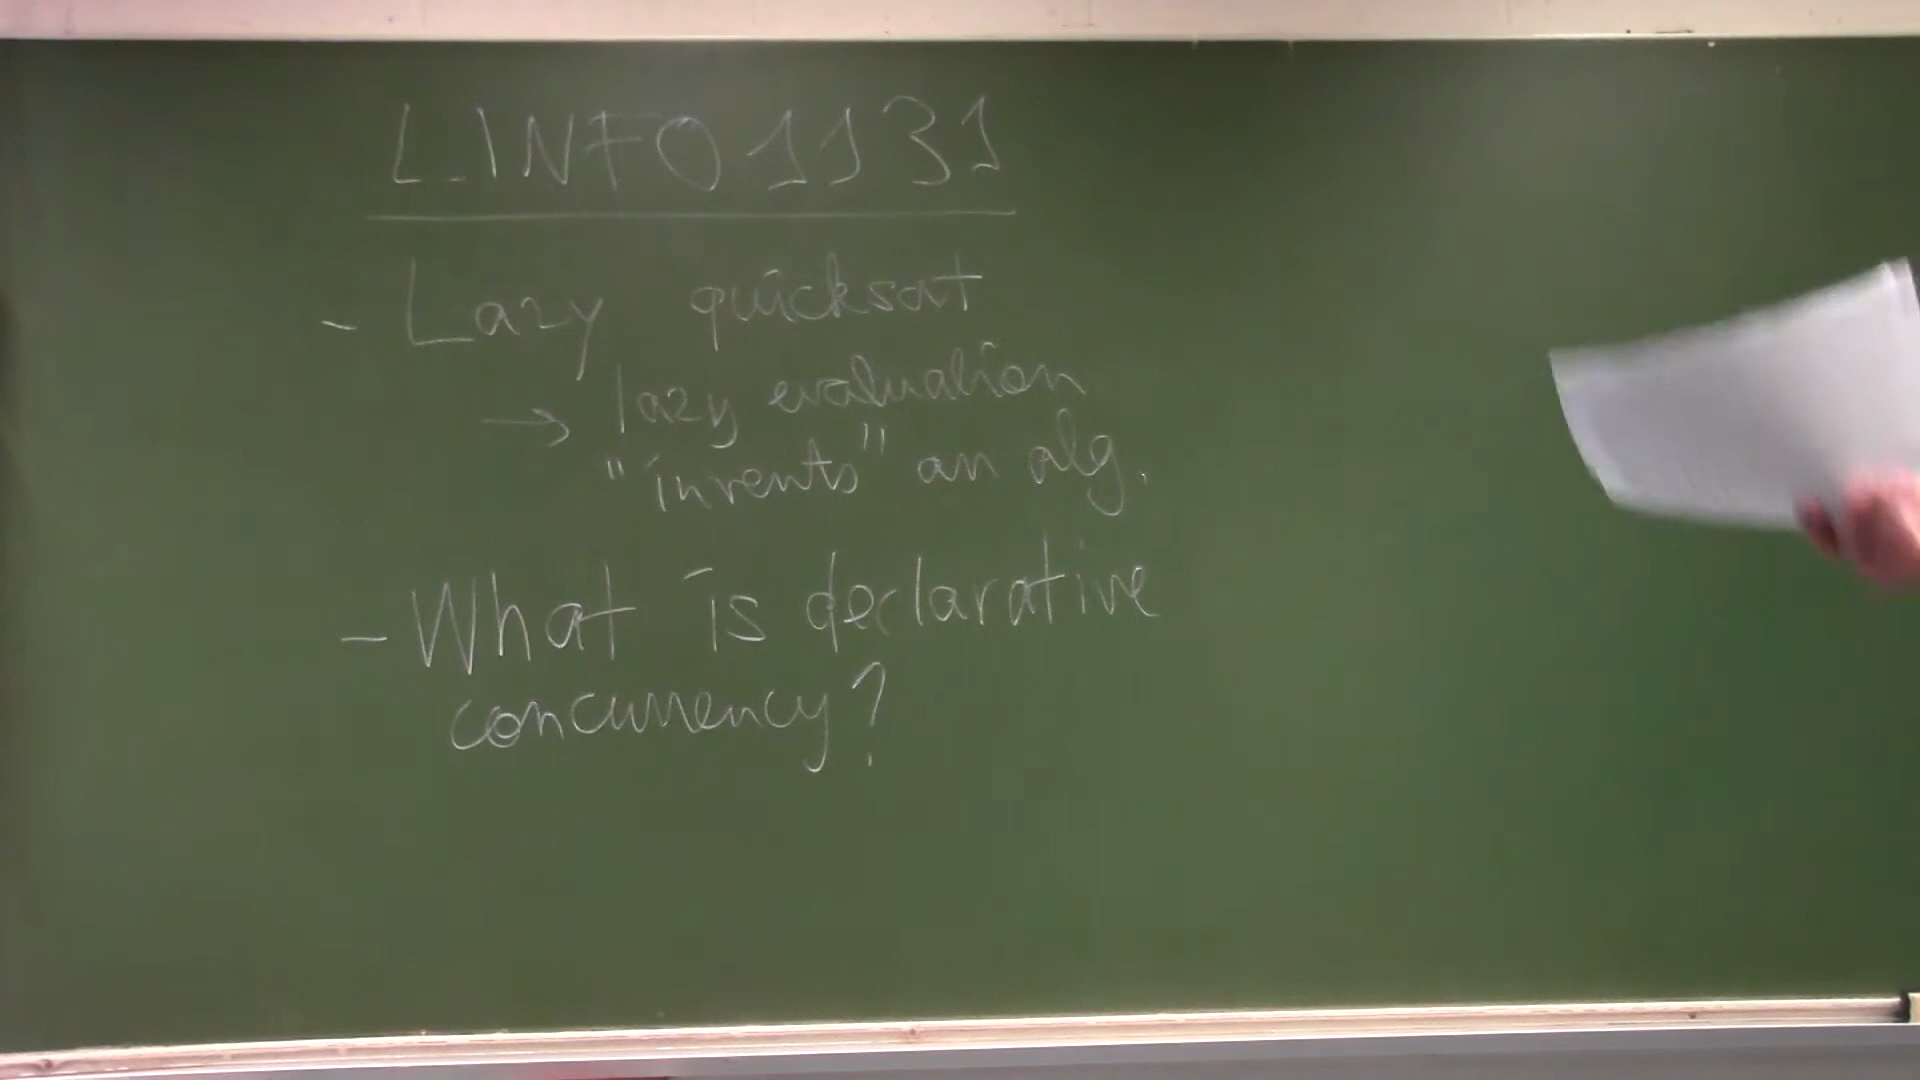 LINFO1131
- Lazy quicksort
→ lazy evaluation
"invents" an alg.
- What is declarative
concurrency?